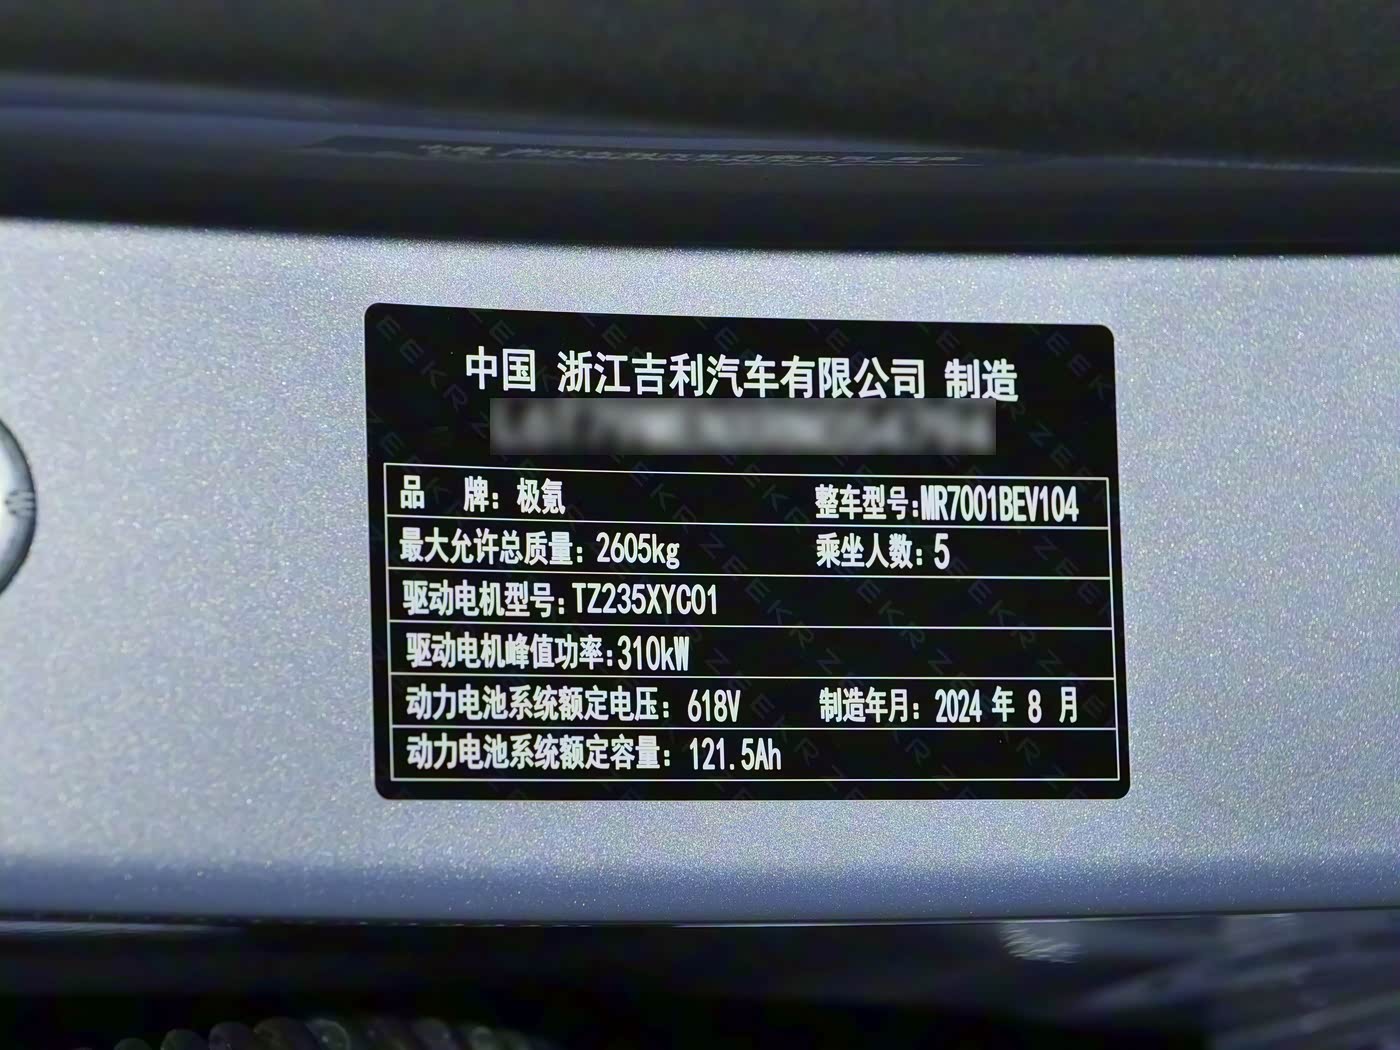 中国 浙江吉利汽车有限公司 制造
品 牌：极氪 整车型号:MR7001BEV104
最大允许总质量：2605kg 乘坐人数：5
驱动电机型号:TZ235XYC01
驱动电机峰值功率:310kW
动力电池系统额定电压：618V 制造年月：2024 年 8 月
动力电池系统额定容量：121.5Ah